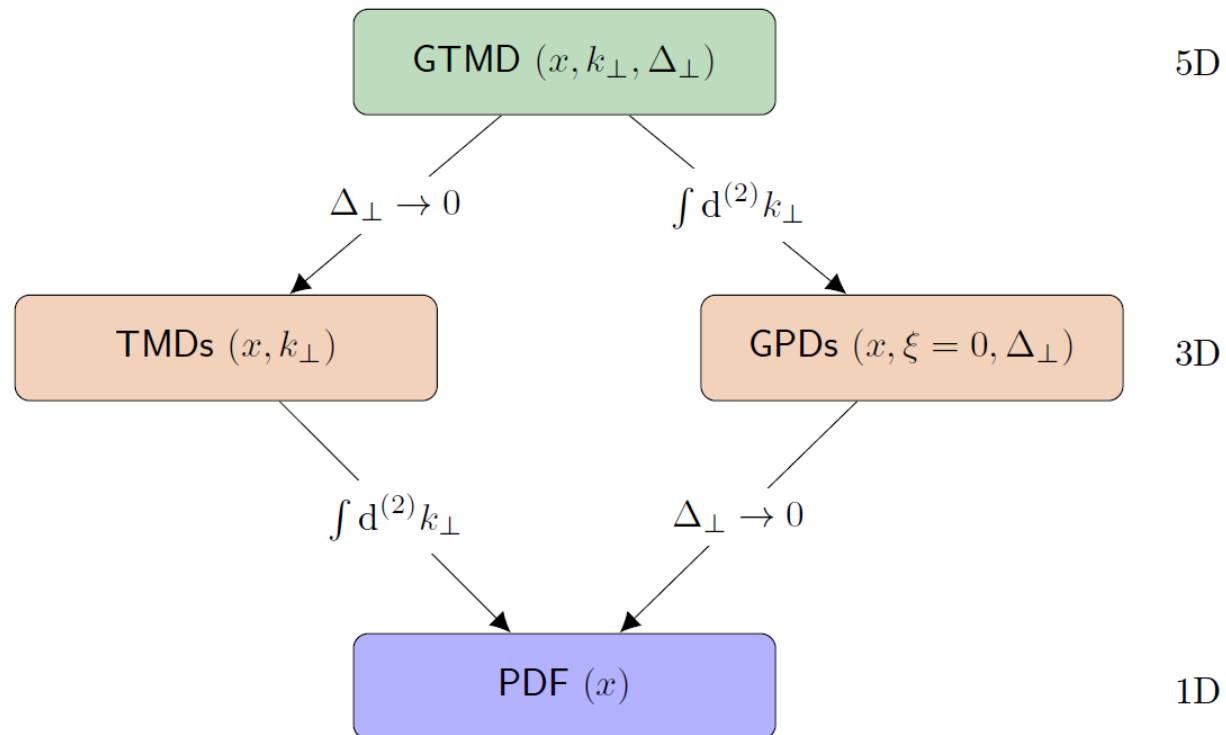 GTMD (x, k⊥, Δ⊥)
5D
Δ⊥ → 0
∫ d⁽²⁾k⊥
TMDs (x, k⊥)
GPDs (x, ξ = 0, Δ⊥)
3D
∫ d⁽²⁾k⊥
Δ⊥ → 0
PDF (x)
1D